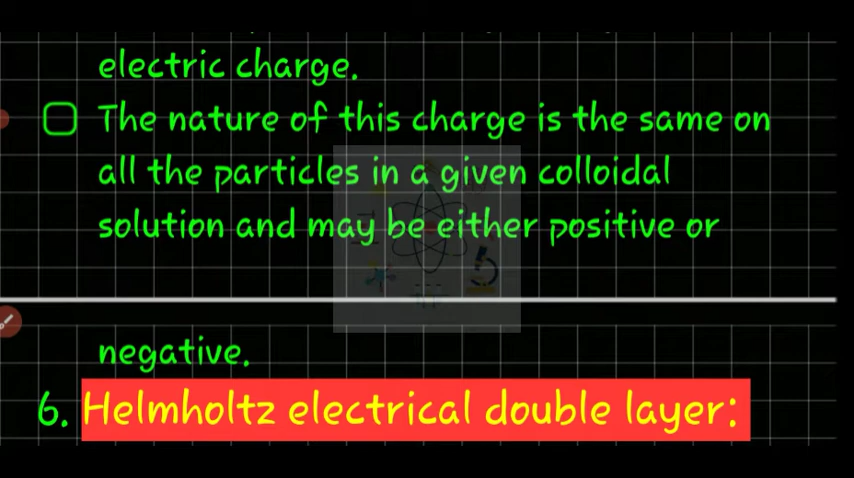 electric charge.
The nature of this charge is the same on
all the particles in a given colloidal
solution and may be either positive or
negative.
6. Helmholtz electrical double layer: